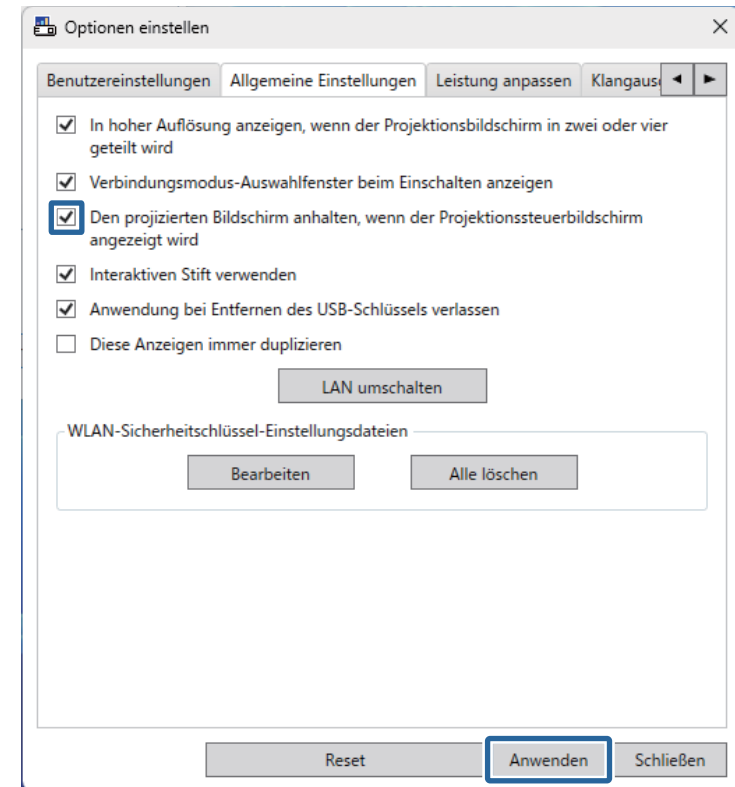 Optionen einstellen
Benutzereinstellungen Allgemeine Einstellungen Leistung anpassen Klangaus
In hoher Auflösung anzeigen, wenn der Projektionsbildschirm in zwei oder vier
geteilt wird
Verbindungsmodus-Auswahlfenster beim Einschalten anzeigen
Den projizierten Bildschirm anhalten, wenn der Projektionssteuerbildschirm
angezeigt wird
Interaktiven Stift verwenden
Anwendung bei Entfernen des USB-Schlüssels verlassen
Diese Anzeigen immer duplizieren
LAN umschalten
WLAN-Sicherheitschlüssel-Einstellungsdateien
Bearbeiten Alle löschen
Reset Anwenden Schließen